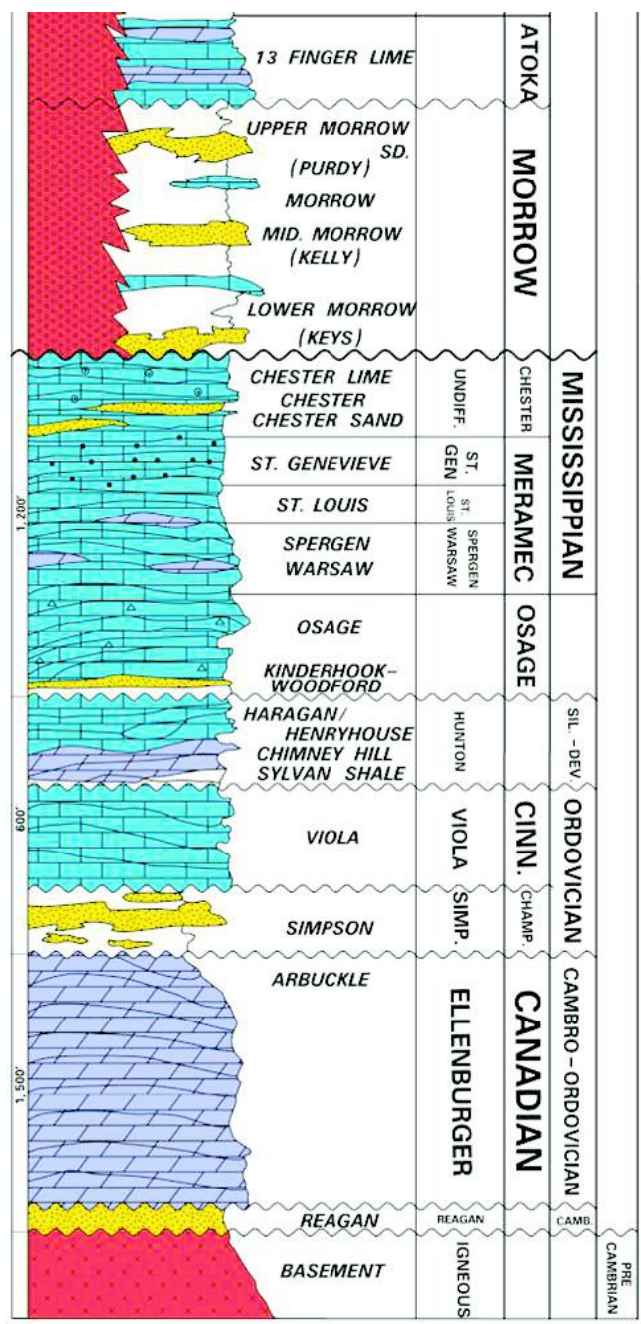 13 FINGER LIME
ATOKA
UPPER MORROW
SD.
(PURDY)
MORROW
MID. MORROW
(KELLY)
LOWER MORROW
(KEYS)
MORROW
CHESTER LIME
CHESTER
CHESTER SAND
UNDIFF.
CHESTER
MISSISSIPPIAN
ST. GENEVIEVE
ST.
GEN
MERAMEC
1,200'
ST. LOUIS
ST.
LOUIS
SPERGEN
WARSAW
SPERGEN
WARSAW
OSAGE
OSAGE
KINDERHOOK–
WOODFORD
HARAGAN/
HENRYHOUSE
CHIMNEY HILL
SYLVAN SHALE
HUNTON
SIL. – DEV.
600'
VIOLA
VIOLA
CINN.
ORDOVICIAN
SIMPSON
SIMP.
CHAMP.
ARBUCKLE
1,500'
ELLENBURGER
CANADIAN
CAMBRO – ORDOVICIAN
REAGAN
REAGAN
CAMB.
BASEMENT
IGNEOUS
PRE
CAMBRIAN